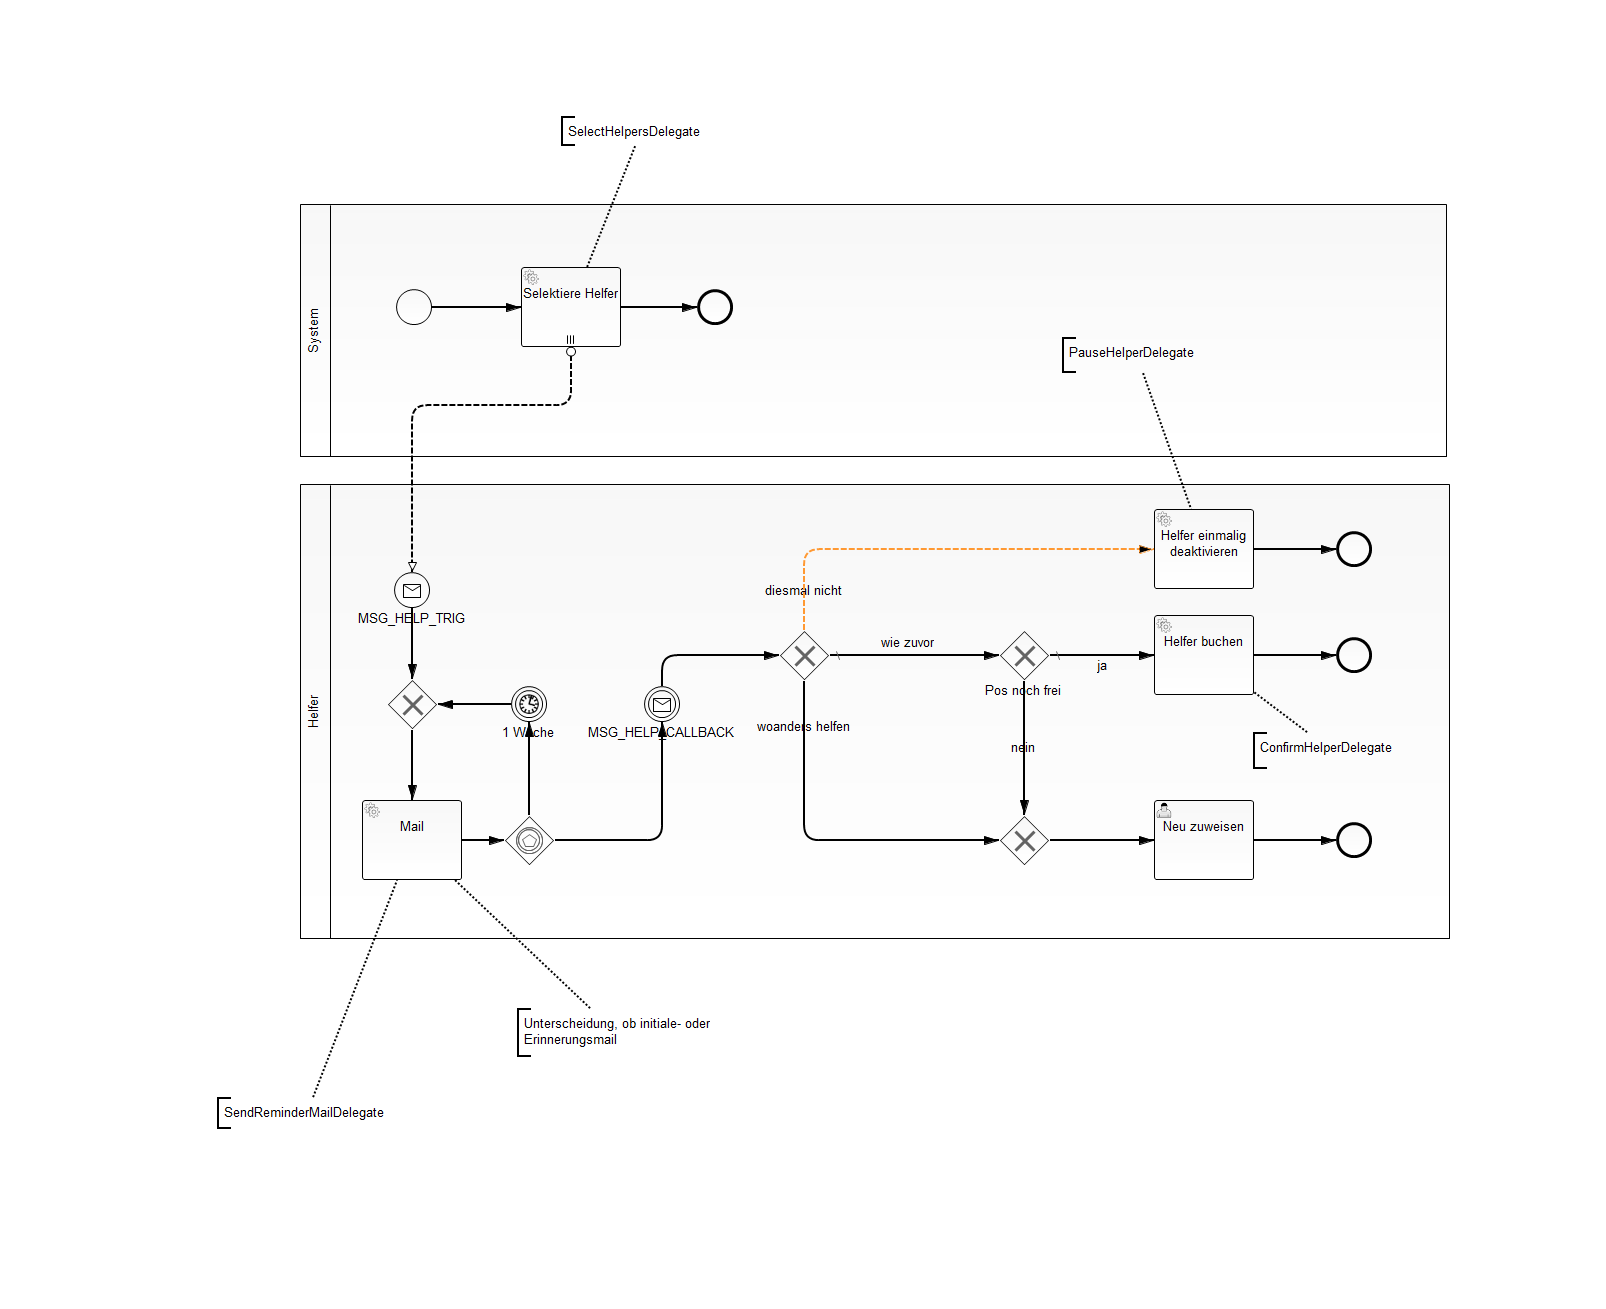 SelectHelpersDelegate
System
Selektiere Helfer
PauseHelperDelegate
Helfer
Helfer einmalig
deaktivieren
diesmal nicht
MSG_HELP_TRIG
wie zuvor
Helfer buchen
ja
Pos noch frei
1 Woche
MSG_HELP_CALLBACK
woanders helfen
nein
ConfirmHelperDelegate
Mail
Neu zuweisen
Unterscheidung, ob initiale- oder
Erinnerungsmail
SendReminderMailDelegate